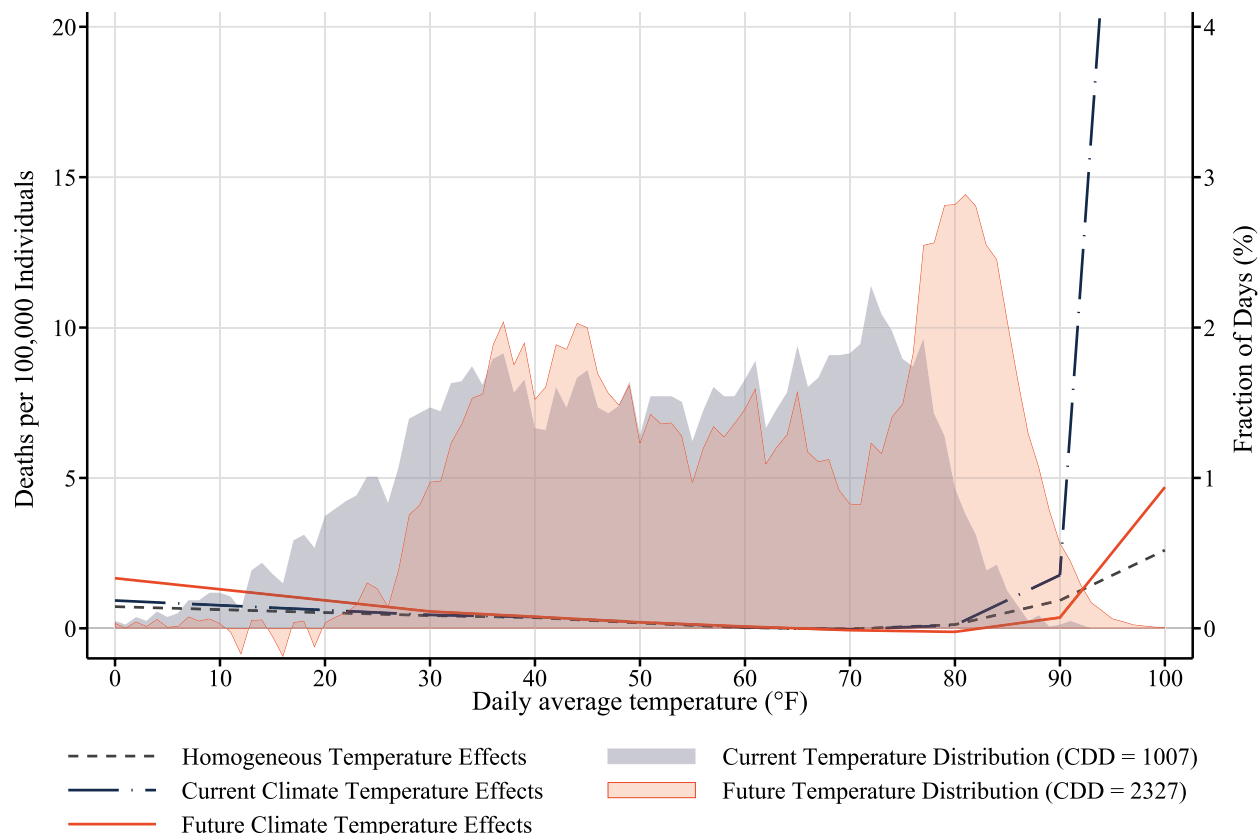 20
15
10
5
0
4
3
2
1
0
Deaths per 100,000 Individuals
Fraction of Days (%)
0 10 20 30 40 50 60 70 80 90 100
Daily average temperature (°F)
Homogeneous Temperature Effects
Current Climate Temperature Effects
Future Climate Temperature Effects
Current Temperature Distribution (CDD = 1007)
Future Temperature Distribution (CDD = 2327)